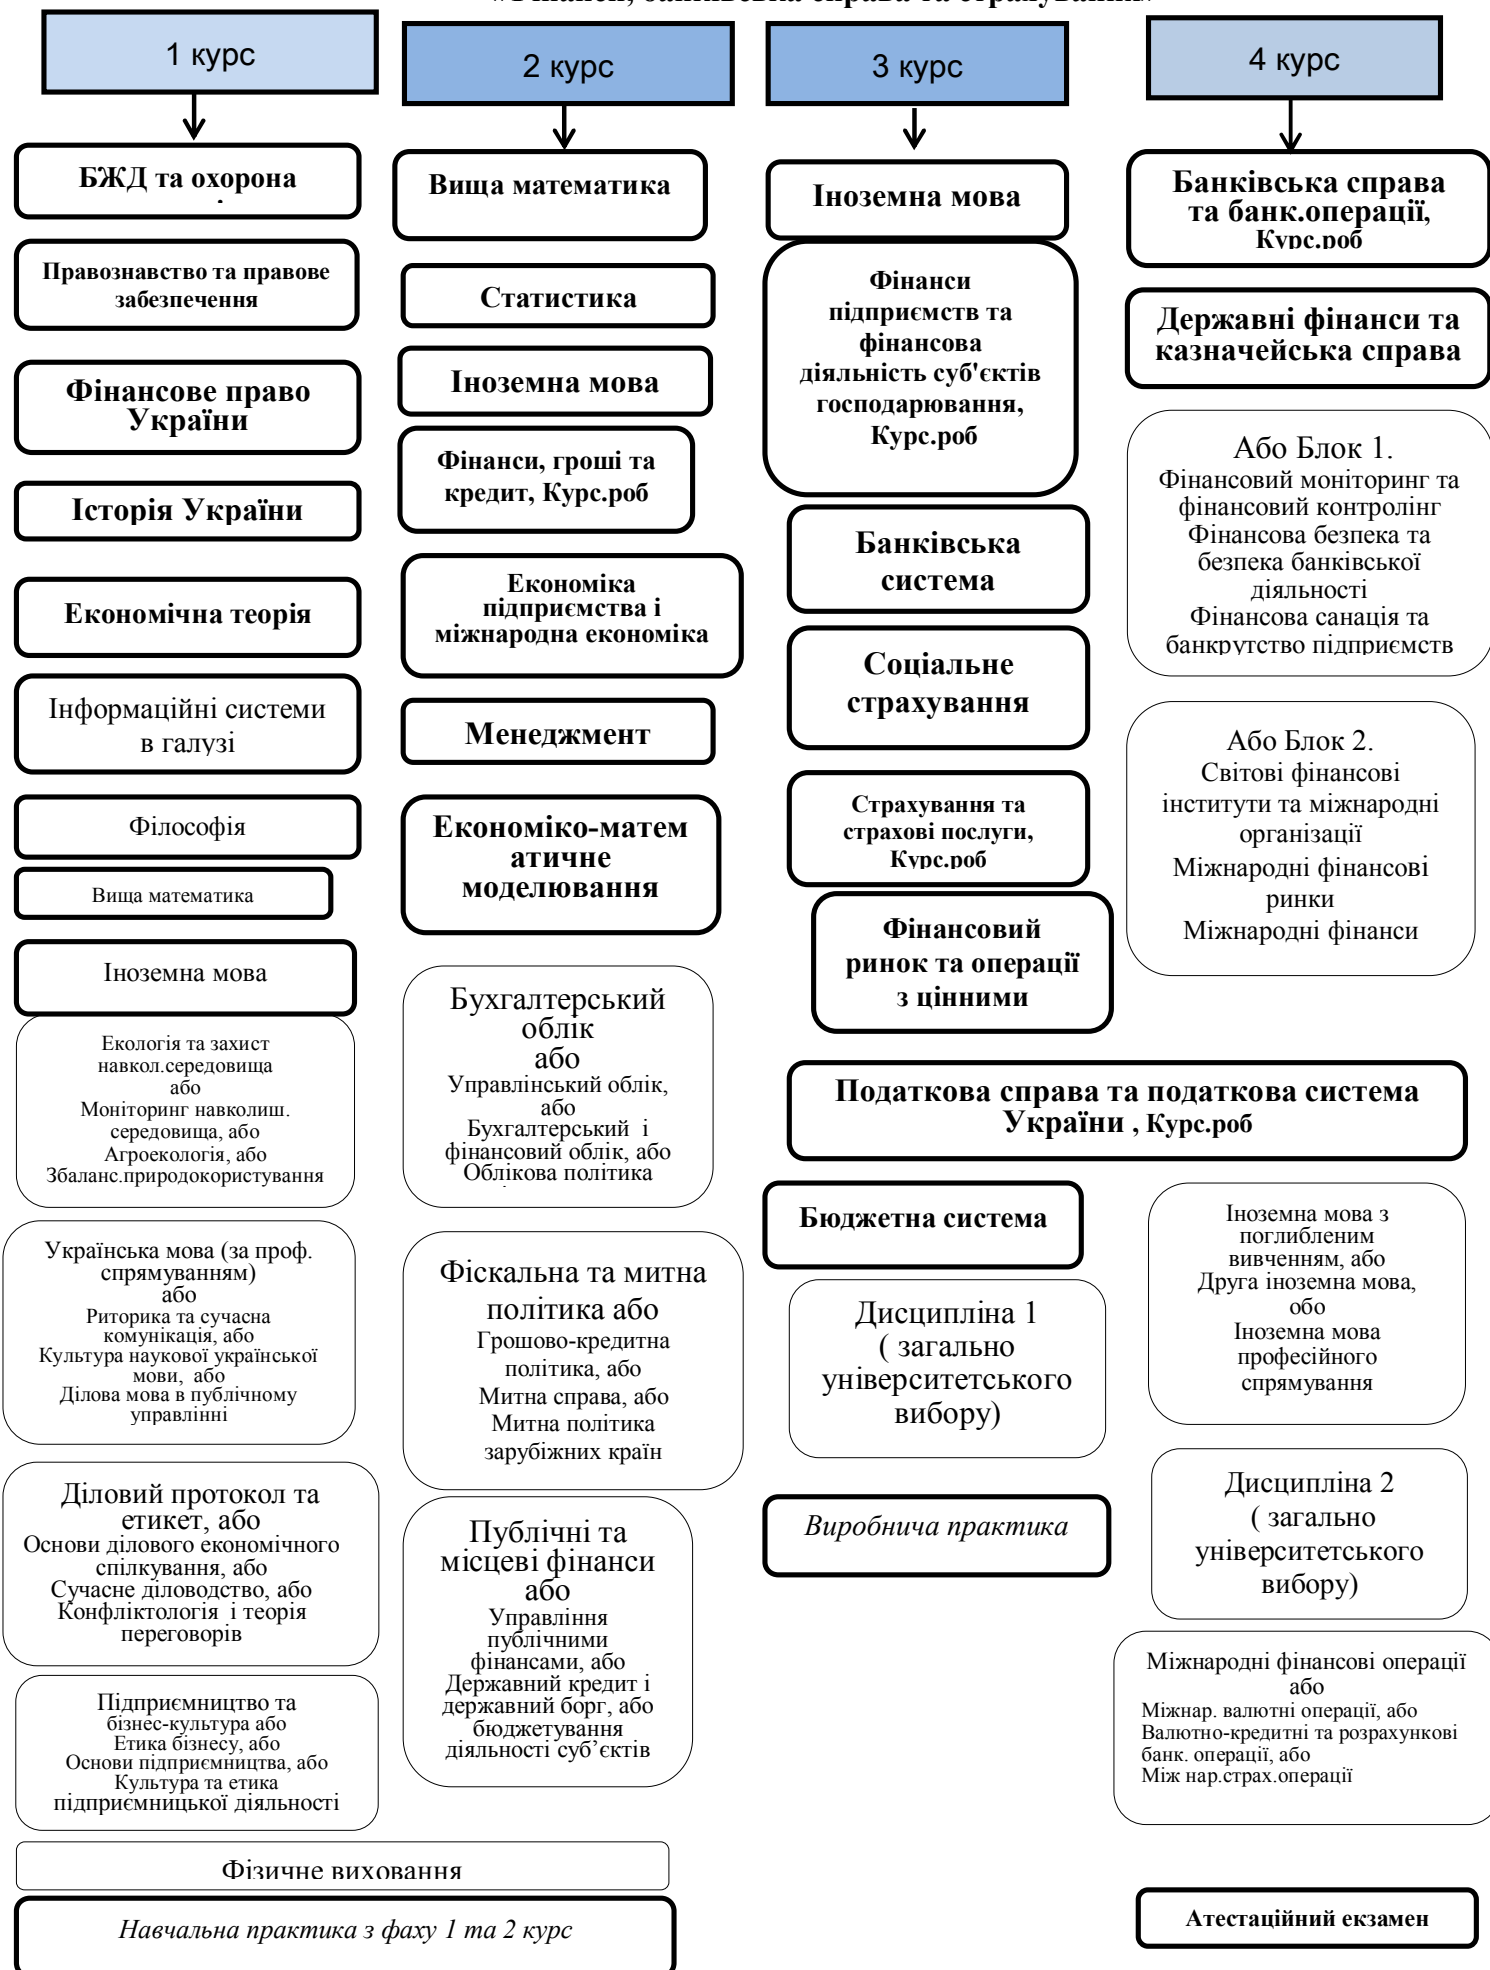 1 курс
БЖД та охорона
Правознавство та правове
забезпечення
Фінансове право
України
Історія України
Економічна теорія
Інформаційні системи
в галузі
Філософія
Вища математика
Іноземна мова
Екологія та захист
навкол.середовища
або
Моніторинг навколиш.
середовища, або
Агроекологія, або
Збаланс.природокористування
Українська мова (за проф.
спрямуванням)
або
Риторика та сучасна
комунікація, або
Культура наукової української
мови, або
Ділова мова в публічному
управлінні
Діловий протокол та
етикет, або
Основи ділового економічного
спілкування, або
Сучасне діловодство, або
Конфліктологія і теорія
переговорів
Підприємництво та
бізнес-культура або
Етика бізнесу, або
Основи підприємництва, або
Культура та етика
підприємницької діяльності
Фізичне виховання
Навчальна практика з фаху 1 та 2 курс
2 курс
Вища математика
Статистика
Іноземна мова
Фінанси, гроші та
кредит, Курс.роб
Економіка
підприємства і
міжнародна економіка
Менеджмент
Економіко-матем
атичне
моделювання
Бухгалтерський
облік
або
Управлінський облік,
або
Бухгалтерський і
фінансовий облік, або
Облікова політика
Фіскальна та митна
політика або
Грошово-кредитна
політика, або
Митна справа, або
Митна політика
зарубіжних країн
Публічні та
місцеві фінанси
або
Управління
публічними
фінансами, або
Державний кредит і
державний борг, або
бюджетування
діяльності суб’єктів
3 курс
Іноземна мова
Фінанси
підприємств та
фінансова
діяльність суб'єктів
господарювання,
Курс.роб
Банківська
система
Соціальне
страхування
Страхування та
страхові послуги,
Курс.роб
Фінансовий
ринок та операції
з цінними
Податкова справа та податкова система
України , Курс.роб
Бюджетна система
Дисципліна 1
( загально
університетського
вибору)
Виробнича практика
4 курс
Банківська справа
та банк.операції,
Курс.роб
Державні фінанси та
казначейська справа
Або Блок 1.
Фінансовий моніторинг та
фінансовий контролінг
Фінансова безпека та
безпека банківської
діяльності
Фінансова санація та
банкрутство підприємств
Або Блок 2.
Світові фінансові
інститути та міжнародні
організації
Міжнародні фінансові
ринки
Міжнародні фінанси
Іноземна мова з
поглибленим
вивченням, або
Друга іноземна мова,
обо
Іноземна мова
професійного
спрямування
Дисципліна 2
( загально
університетського
вибору)
Міжнародні фінансові операції
або
Міжнар. валютні операції, або
Валютно-кредитні та розрахункові
банк. операції, або
Між нар.страх.операції
Атестаційний екзамен